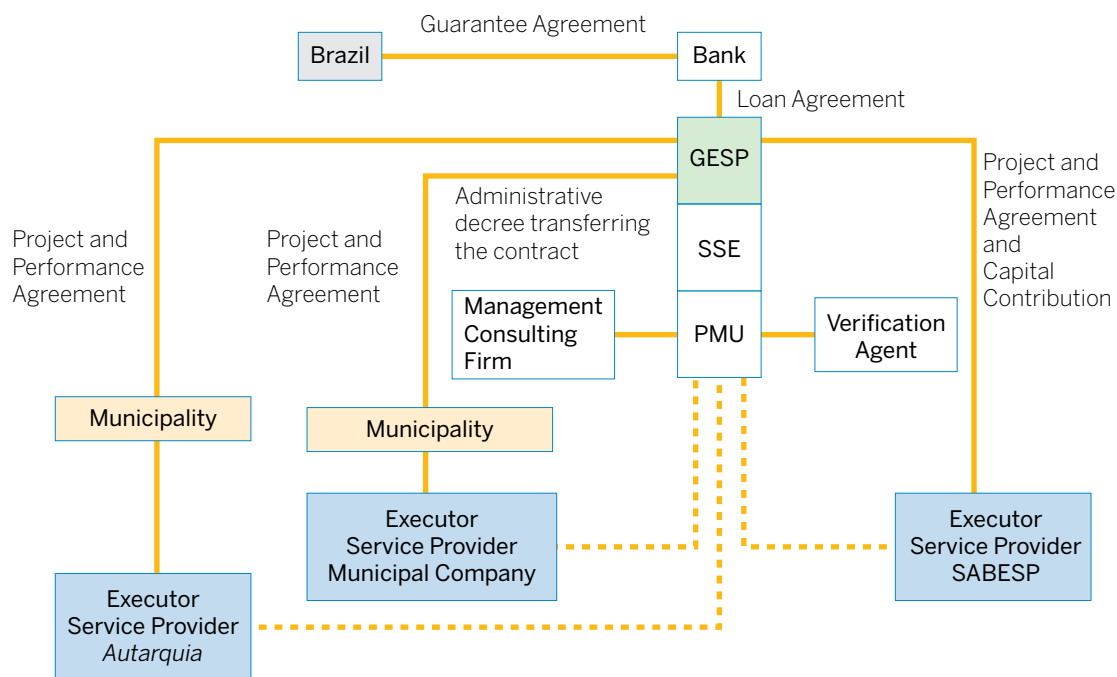 Guarantee Agreement
Brazil
Bank
Loan Agreement
GESP
Project and
Performance
Agreement
and
Capital
Contribution
Administrative
decree transferring
the contract
Project and
Performance
Agreement
Project and
Performance
Agreement
SSE
Management
Consulting
Firm
PMU
Verification
Agent
Municipality
Municipality
Executor
Service Provider
Municipal Company
Executor
Service Provider
SABESP
Executor
Service Provider
Autarquia